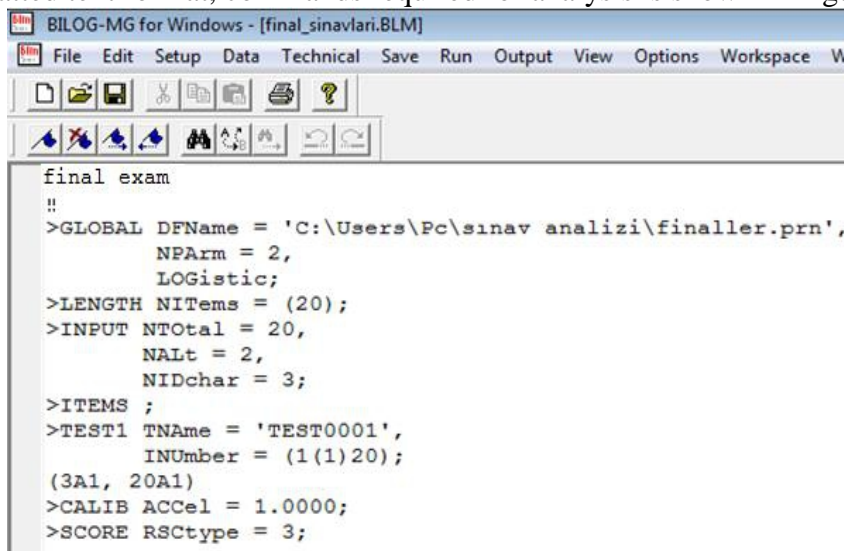 BILOG-MG for Windows - [final_sinavlari.BLM]
File Edit Setup Data Technical Save Run Output View Options Workspace W
final exam
!!
>GLOBAL DFName = 'C:\Users\Pc\sınav analizi\finaller.prn',
NPArm = 2,
LOGistic;
>LENGTH NITems = (20);
>INPUT NTOtal = 20,
NALt = 2,
NIDchar = 3;
>ITEMS ;
>TEST1 TNAme = 'TEST0001',
INUmber = (1(1)20);
(3A1, 20A1)
>CALIB ACCel = 1.0000;
>SCORE RSCtype = 3;